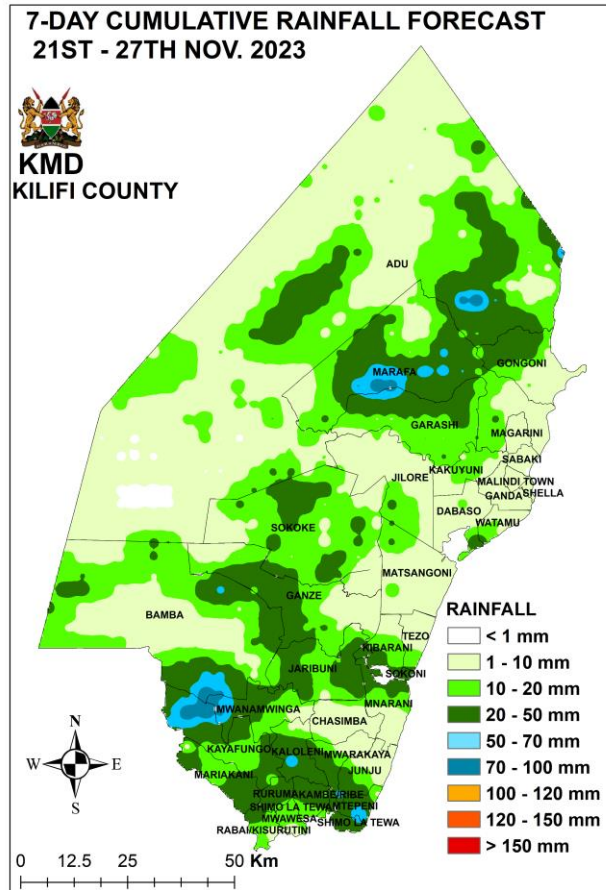 7-DAY CUMULATIVE RAINFALL FORECAST
21ST - 27TH NOV. 2023
KMD
KILIFI COUNTY
ADU
MARAFA
GONGONI
GARASHI
MAGARINI
SABAKI
KAKUYUNI
JILORE
MALINDI TOWN
GANDA
SHELLA
DABASO
WATAMU
SOKOKE
MATSANGONI
GANZE
BAMBA
TEZO
KIBARANI
JARIBUNI
SOKONI
MNARANI
MWANAMWINGA
CHASIMBA
KAYAFUNGO
KALOLENI
MWARAKAYA
MARIAKANI
JUNJU
RURUMA
KAMBE/RIBE
SHIMO LA TEWA
MTEPENI
MWAWESA
SHIMO LA TEWA
RABAI/KISURUTINI
RAINFALL
< 1 mm
1 - 10 mm
10 - 20 mm
20 - 50 mm
50 - 70 mm
70 - 100 mm
100 - 120 mm
120 - 150 mm
> 150 mm
N
W E
S
0 12.5 25 50 Km